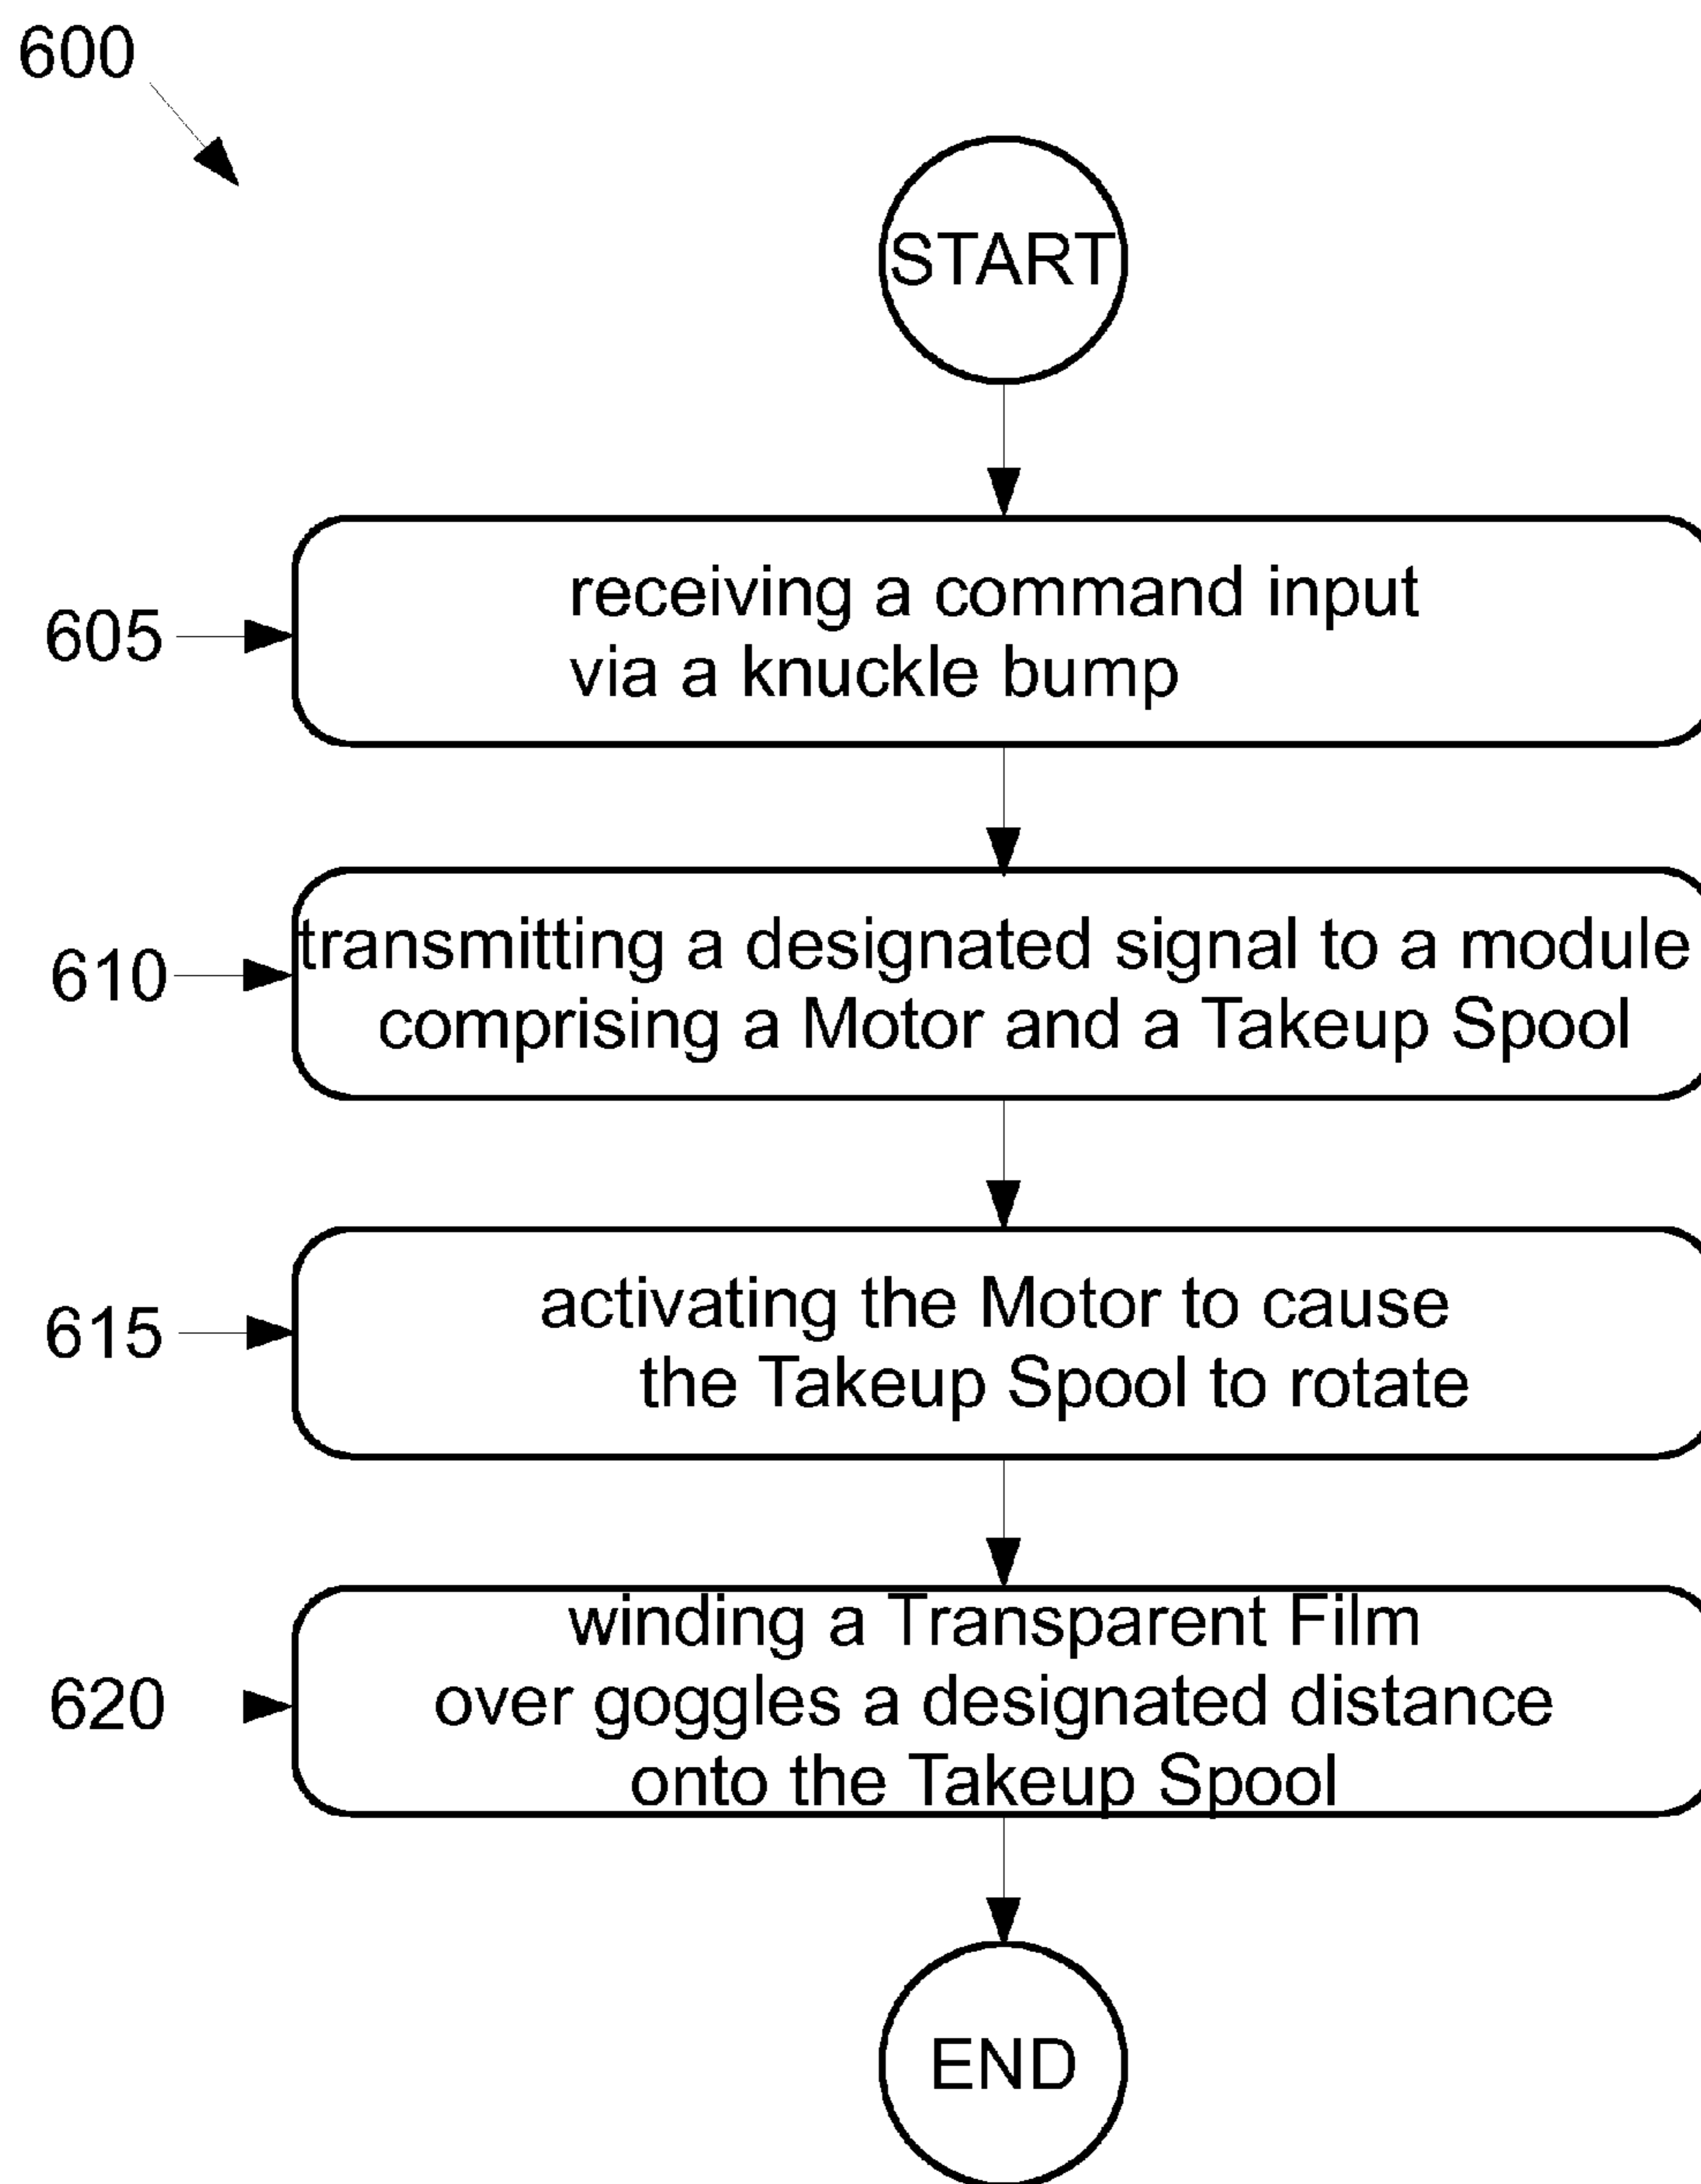 600
START
605
receiving a command input
via a knuckle bump
610
transmitting a designated signal to a module
comprising a Motor and a Takeup Spool
615
activating the Motor to cause
the Takeup Spool to rotate
620
winding a Transparent Film
over goggles a designated distance
onto the Takeup Spool
END